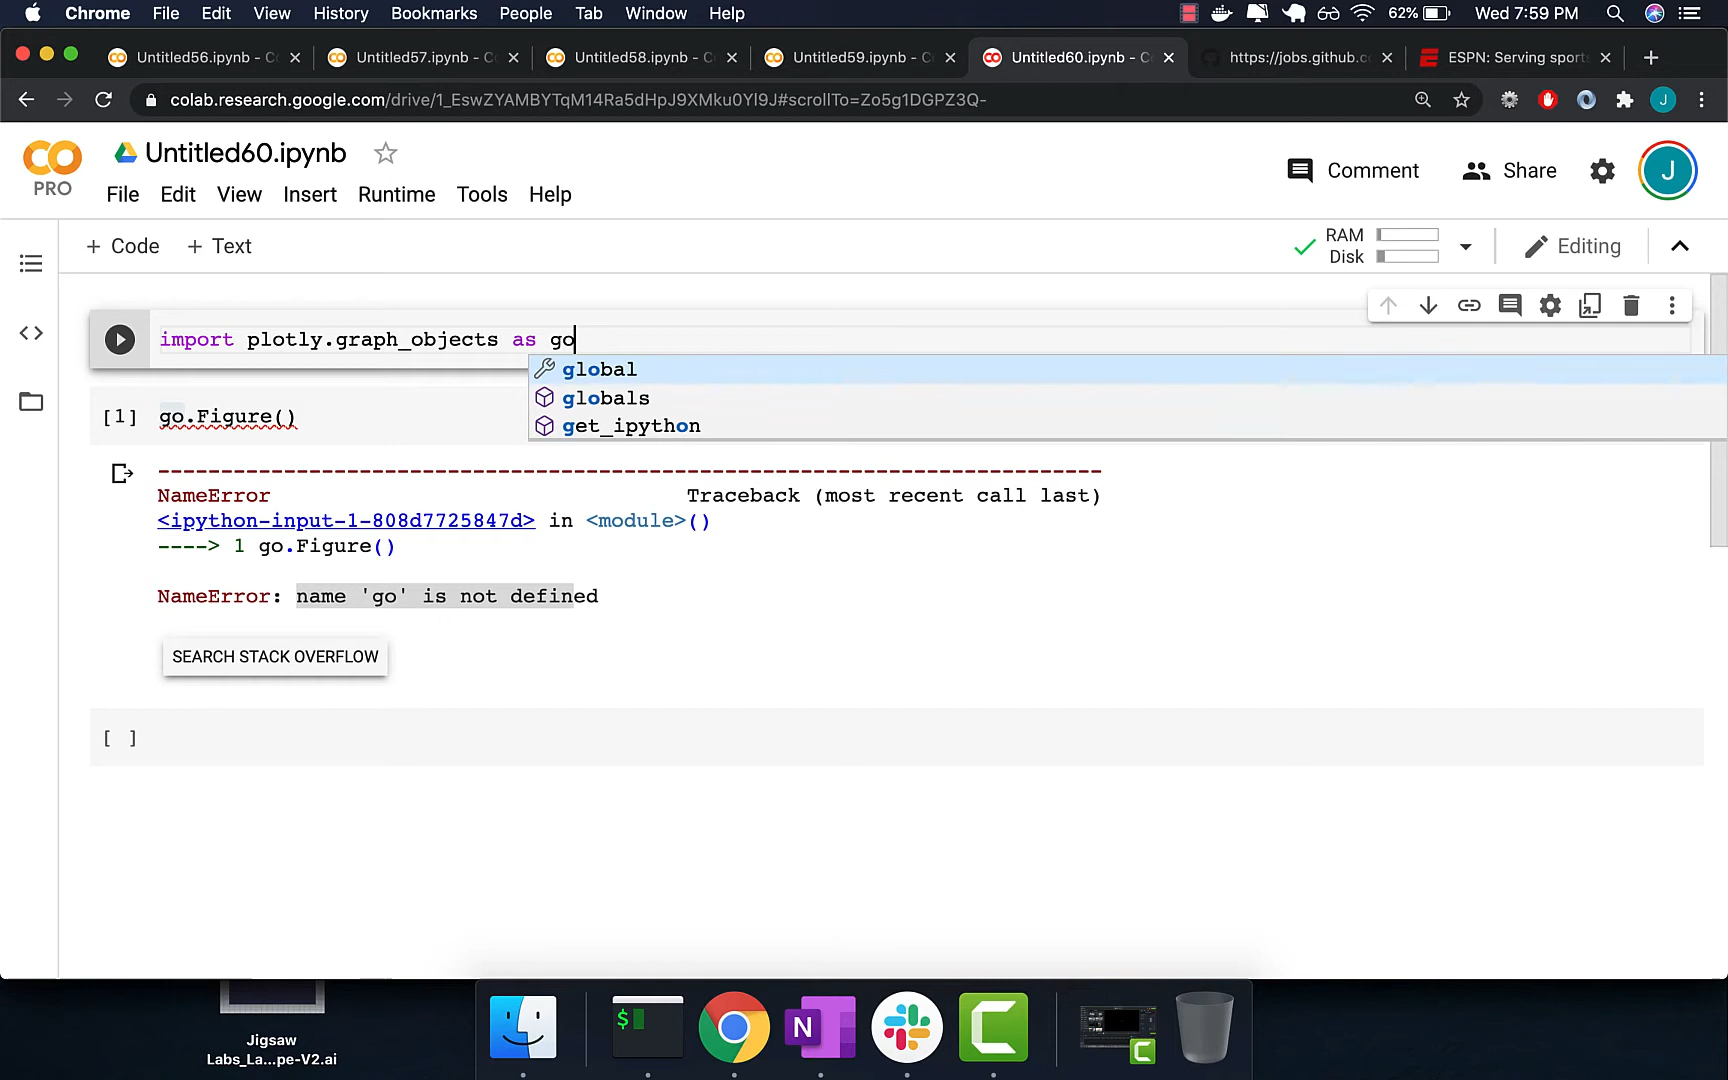 Chrome File Edit View History Bookmarks People Tab Window Help 62% Wed 7:59 PM
Untitled56.ipynb - C Untitled57.ipynb - C Untitled58.ipynb - C Untitled59.ipynb - C Untitled60.ipynb - C https://jobs.github.c ESPN: Serving sport
colab.research.google.com/drive/1_EswZYAMBYTqM14Ra5dHpJ9XMku0Yl9J#scrollTo=Zo5g1DGPZ3Q- J
PRO Untitled60.ipynb Comment Share J
File Edit View Insert Runtime Tools Help
+ Code + Text RAM Disk Editing
import plotly.graph_objects as go
global
globals
get_ipython
[1] go.Figure()
---------------------------------------------------------------------------
NameError Traceback (most recent call last)
<ipython-input-1-808d7725847d> in <module>()
----> 1 go.Figure()
NameError: name 'go' is not defined
SEARCH STACK OVERFLOW
[ ]
$ N
Jigsaw
Labs_La...pe-V2.ai